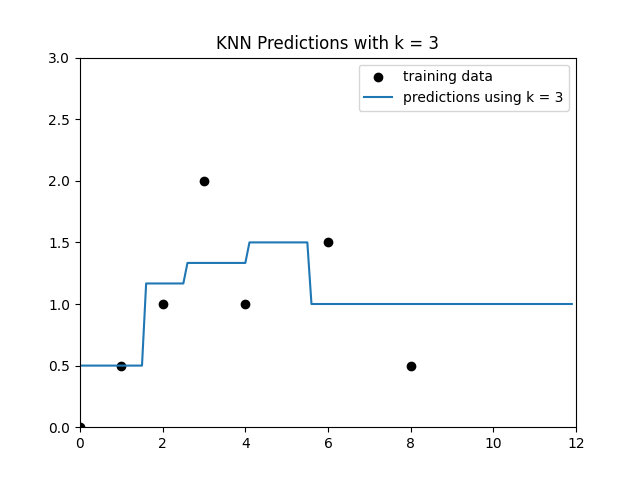 KNN Predictions with k = 3
3.0
training data
predictions using k = 3
2.5
2.0
1.5
1.0
0.5
0.0
0 2 4 6 8 10 12